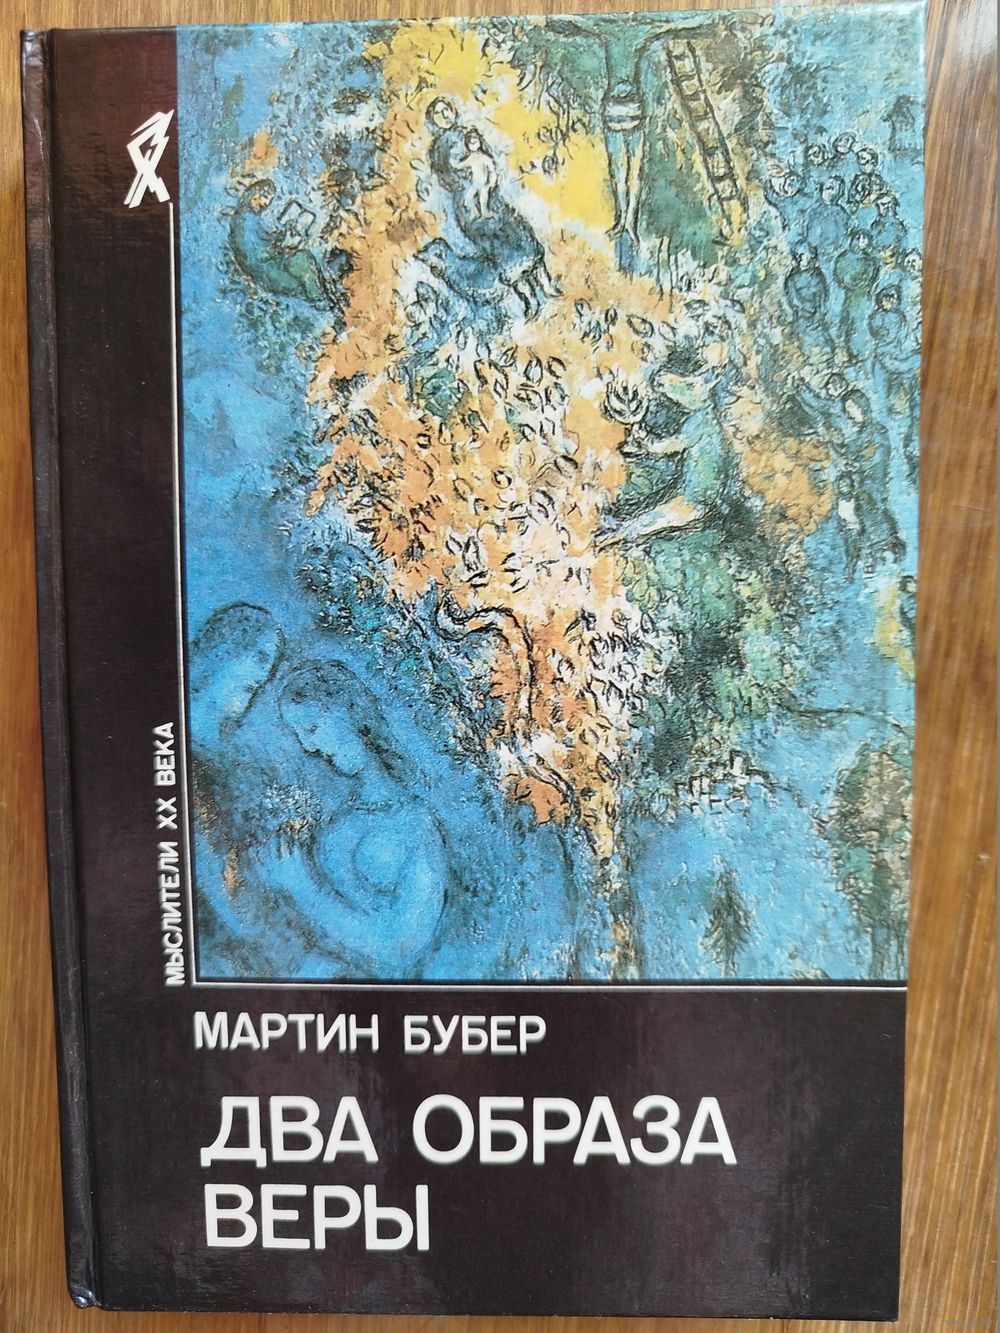 МЫСЛИТЕЛИ XX ВЕКА
МАРТИН БУБЕР
ДВА ОБРАЗА
ВЕРЫ